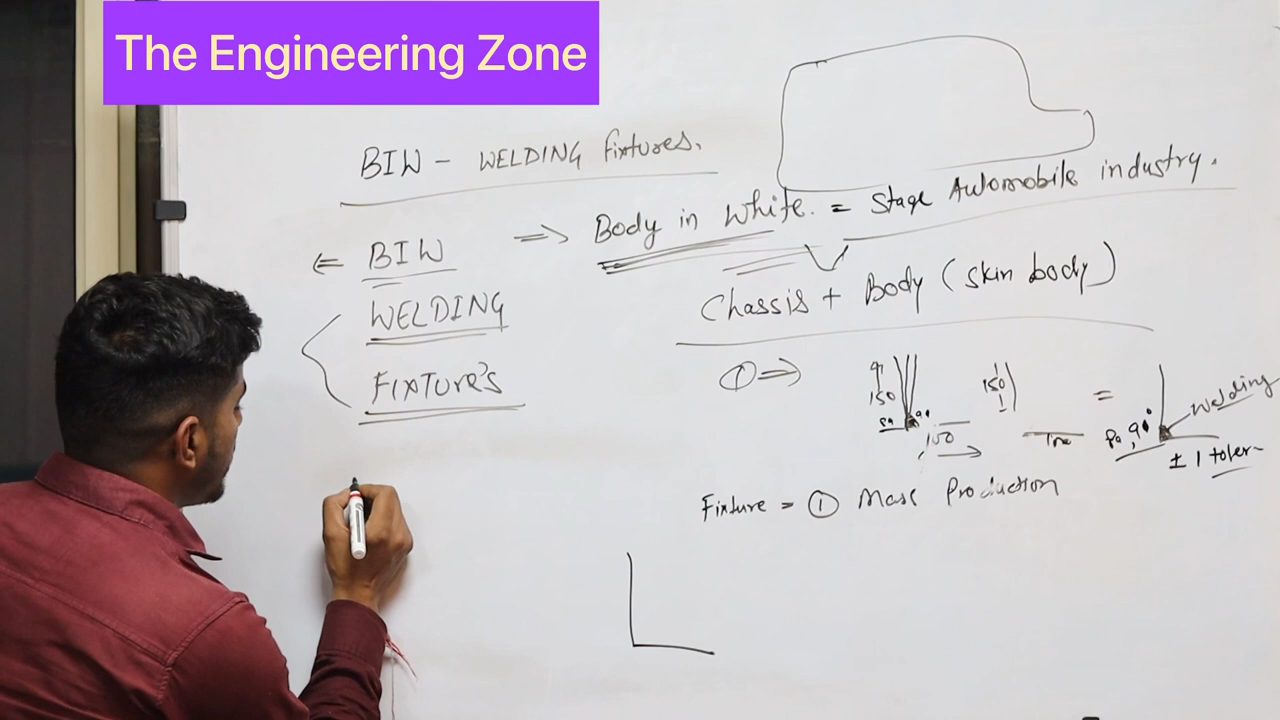 The Engineering Zone
BIW - WELDING fixtures.
⇐ BIW ⇒ Body in White. = Stage Automobile industry.
WELDING
FIXTURE'S
Chassis + Body (skin body)
① ⇒
150
90
150
150
=
90°
Welding
± 1 toler-
Fixture = ① Mass Production